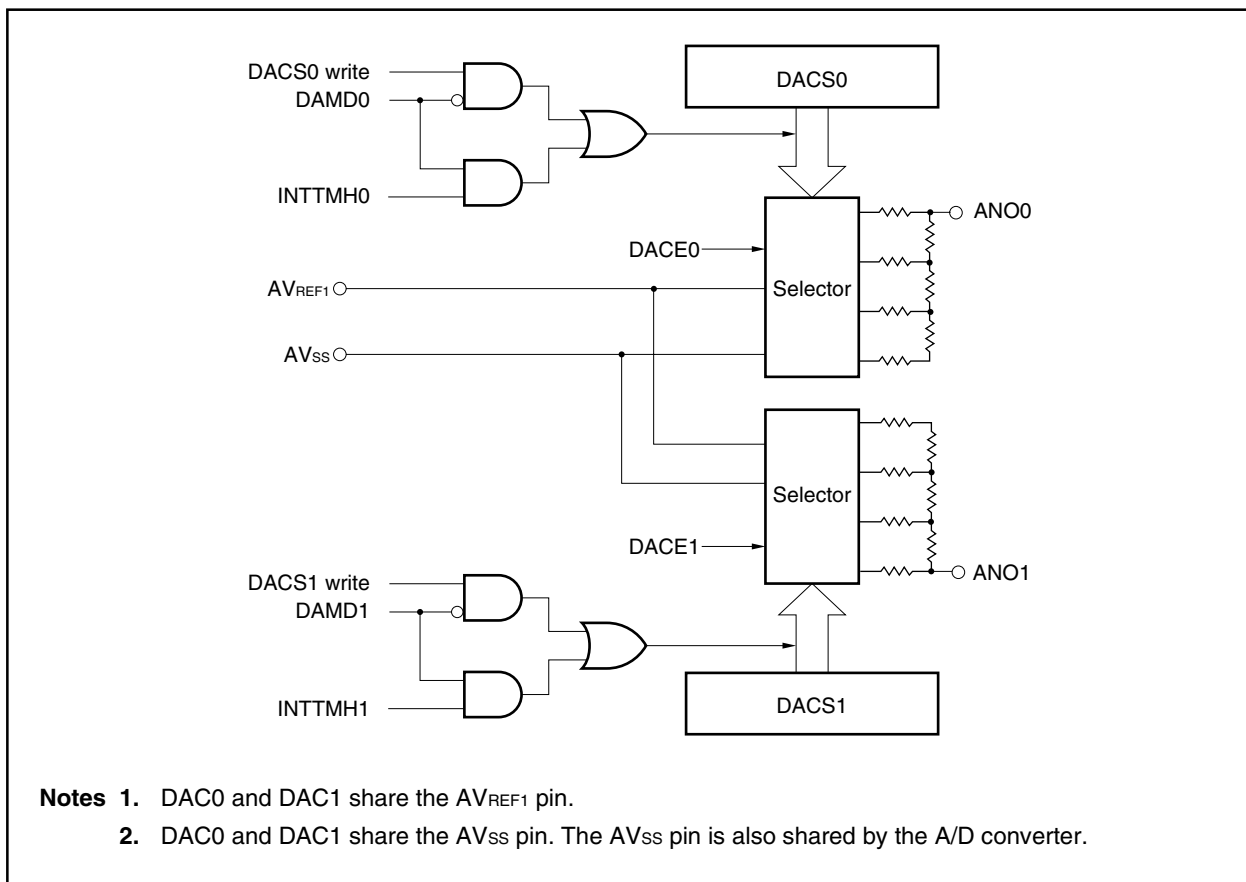 DACS0 write
DAMD0
INTTMH0
DACS0
DACE0
Selector
ANO0
AVREF1
AVSS
Selector
DACE1
ANO1
DACS1 write
DAMD1
INTTMH1
DACS1
Notes 1. DAC0 and DAC1 share the AVREF1 pin.
2. DAC0 and DAC1 share the AVSS pin. The AVSS pin is also shared by the A/D converter.